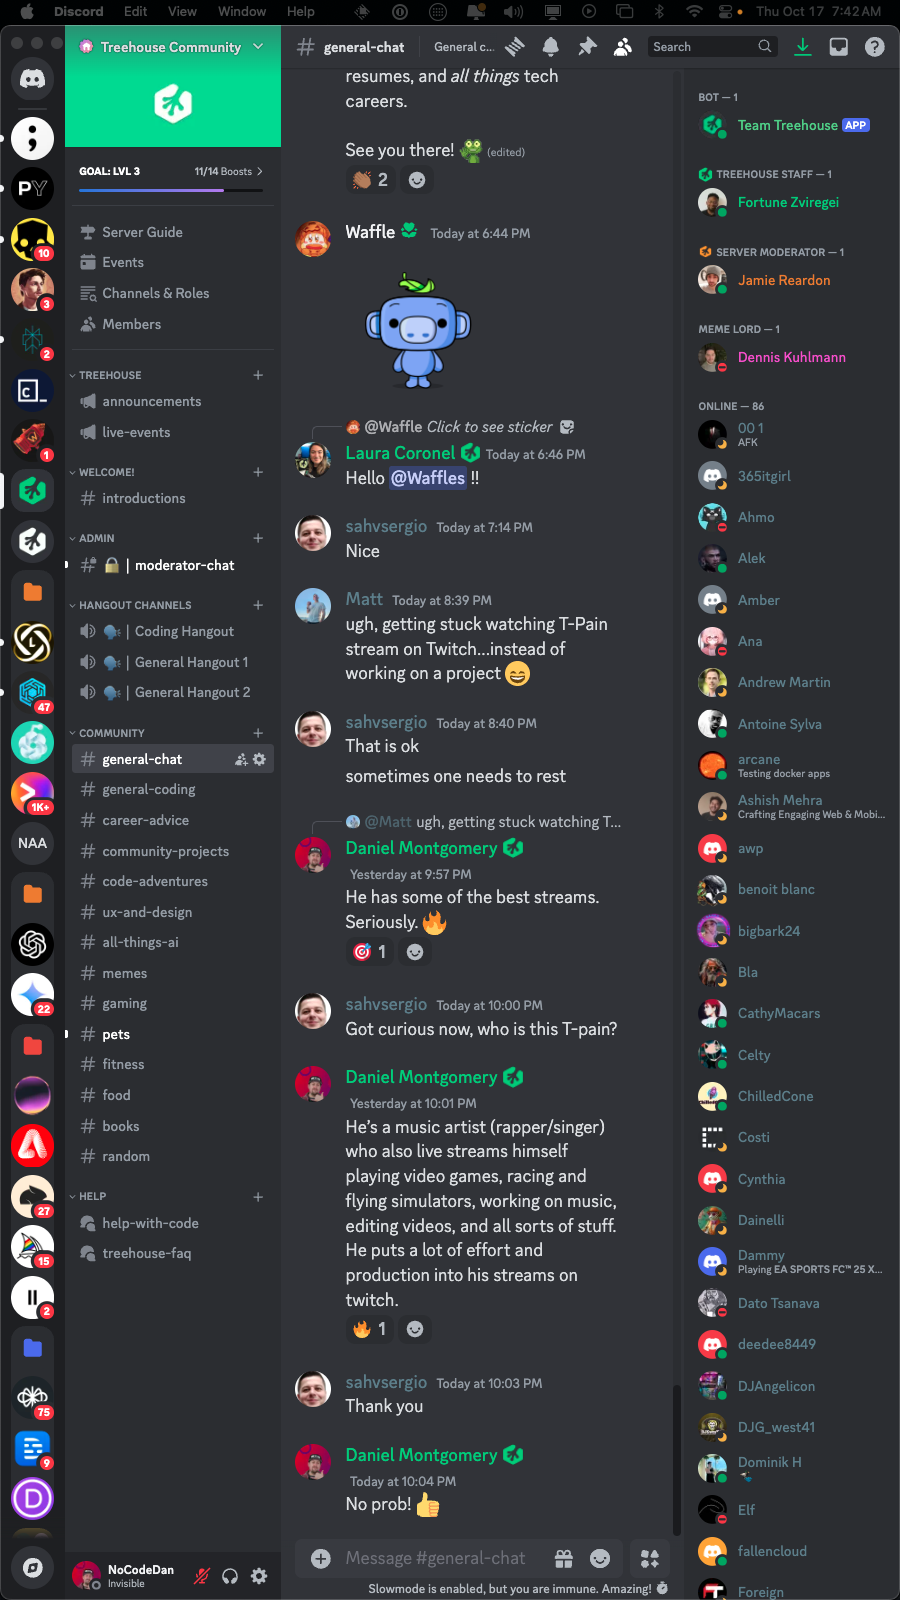 Discord Edit View Window Help Thu Oct 17 7:42 AM
Treehouse Community
GOAL: LVL 3 11/14 Boosts
Server Guide
Events
Channels & Roles
Members
TREEHOUSE
announcements
live-events
WELCOME!
introductions
ADMIN
| moderator-chat
HANGOUT CHANNELS
| Coding Hangout
| General Hangout 1
| General Hangout 2
COMMUNITY
general-chat
general-coding
career-advice
community-projects
code-adventures
ux-and-design
all-things-ai
memes
gaming
pets
fitness
food
books
random
HELP
help-with-code
treehouse-faq
NoCodeDan
Invisible
PY
10
3
2
1
L
47
1K+
NAA
22
27
15
2
75
9
D
# general-chat General c... Search
resumes, and all things tech
careers.
See you there! (edited)
2
Waffle Today at 6:44 PM
@Waffle Click to see sticker
Laura Coronel Today at 6:46 PM
Hello @Waffles !!
sahvsergio Today at 7:14 PM
Nice
Matt Today at 8:39 PM
ugh, getting stuck watching T-Pain
stream on Twitch...instead of
working on a project
sahvsergio Today at 8:40 PM
That is ok
sometimes one needs to rest
@Matt ugh, getting stuck watching T...
Daniel Montgomery
Yesterday at 9:57 PM
He has some of the best streams.
Seriously.
1
sahvsergio Today at 10:00 PM
Got curious now, who is this T-pain?
Daniel Montgomery
Yesterday at 10:01 PM
He's a music artist (rapper/singer)
who also live streams himself
playing video games, racing and
flying simulators, working on music,
editing videos, and all sorts of stuff.
He puts a lot of effort and
production into his streams on
twitch.
1
sahvsergio Today at 10:03 PM
Thank you
Daniel Montgomery
Today at 10:04 PM
No prob!
Message #general-chat
Slowmode is enabled, but you are immune. Amazing!
BOT — 1
Team Treehouse APP
TREEHOUSE STAFF — 1
Fortune Zviregei
SERVER MODERATOR — 1
Jamie Reardon
MEME LORD — 1
Dennis Kuhlmann
ONLINE — 86
00 1
AFK
365itgirl
Ahmo
Alek
Amber
Ana
Andrew Martin
Antoine Sylva
arcane
Testing docker apps
Ashish Mehra
Crafting Engaging Web & Mobi...
awp
benoit blanc
bigbark24
Bla
CathyMacars
Celty
ChilledCone
Costi
Cynthia
Dainelli
Dammy
Playing EA SPORTS FC™ 25 X...
Dato Tsanava
deedee8449
DJAngelicon
DJG_west41
Dominik H
Elf
fallencloud
Foreign